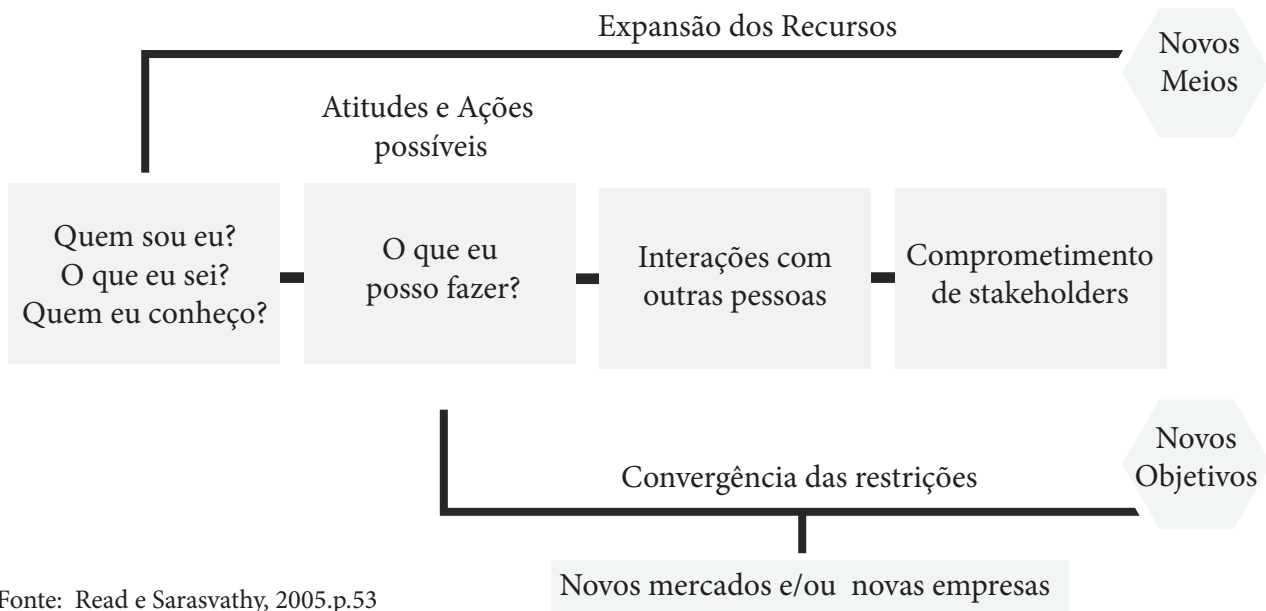 Expansão dos Recursos
Novos
Meios
Atitudes e Ações
possíveis
Quem sou eu?
O que eu sei?
Quem eu conheço?
O que eu
posso fazer?
Interações com
outras pessoas
Comprometimento
de stakeholders
Convergência das restrições
Novos
Objetivos
Novos mercados e/ou novas empresas
Fonte: Read e Sarasvathy, 2005.p.53